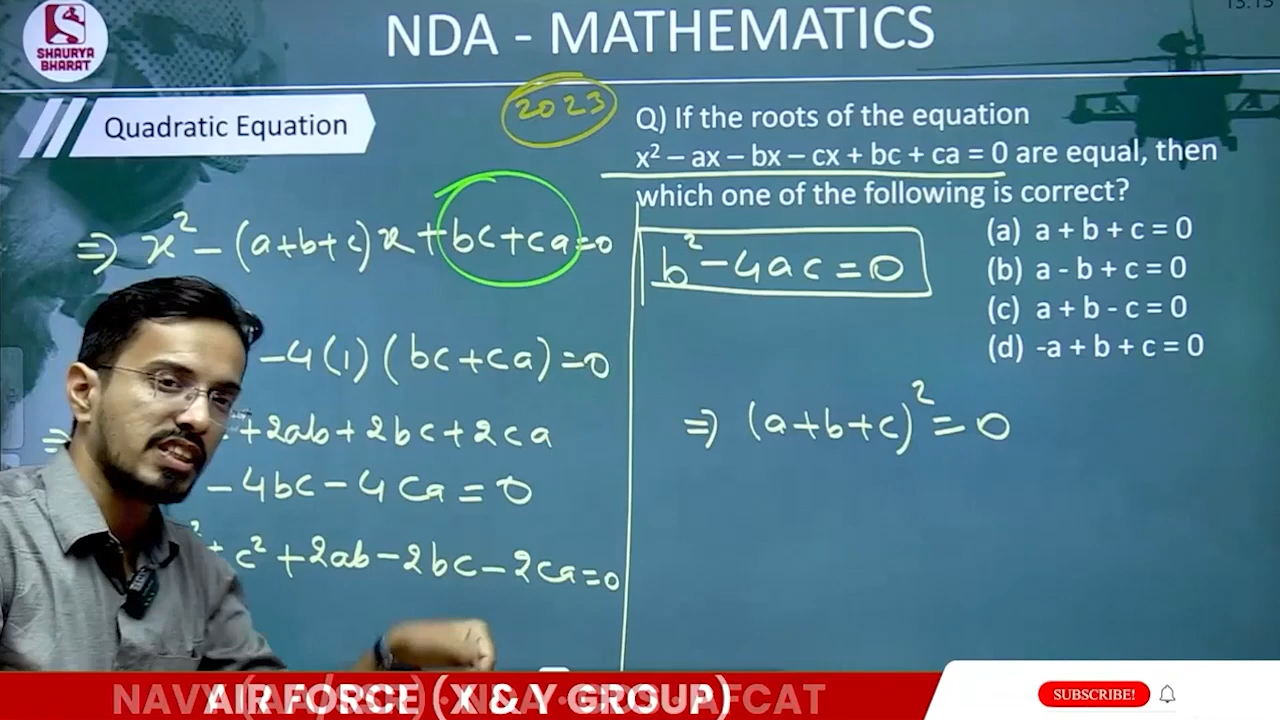 13:15
SHAURYA
BHARAT
NDA - MATHEMATICS
Quadratic Equation
2023
Q) If the roots of the equation
x² – ax – bx – cx + bc + ca = 0 are equal, then
which one of the following is correct?
(a) a + b + c = 0
(b) a - b + c = 0
(c) a + b - c = 0
(d) -a + b + c = 0
⇒ x² – (a+b+c)x + bc+ca=0
–4(1)(bc+ca)=0
+2ab+2bc+2ca
–4bc–4ca=0
+ c² +2ab–2bc–2ca=0
b²–4ac=0
⇒ (a+b+c)²=0
AIR FORCE (X & Y GROUP)
AFCAT
SUBSCRIBE!